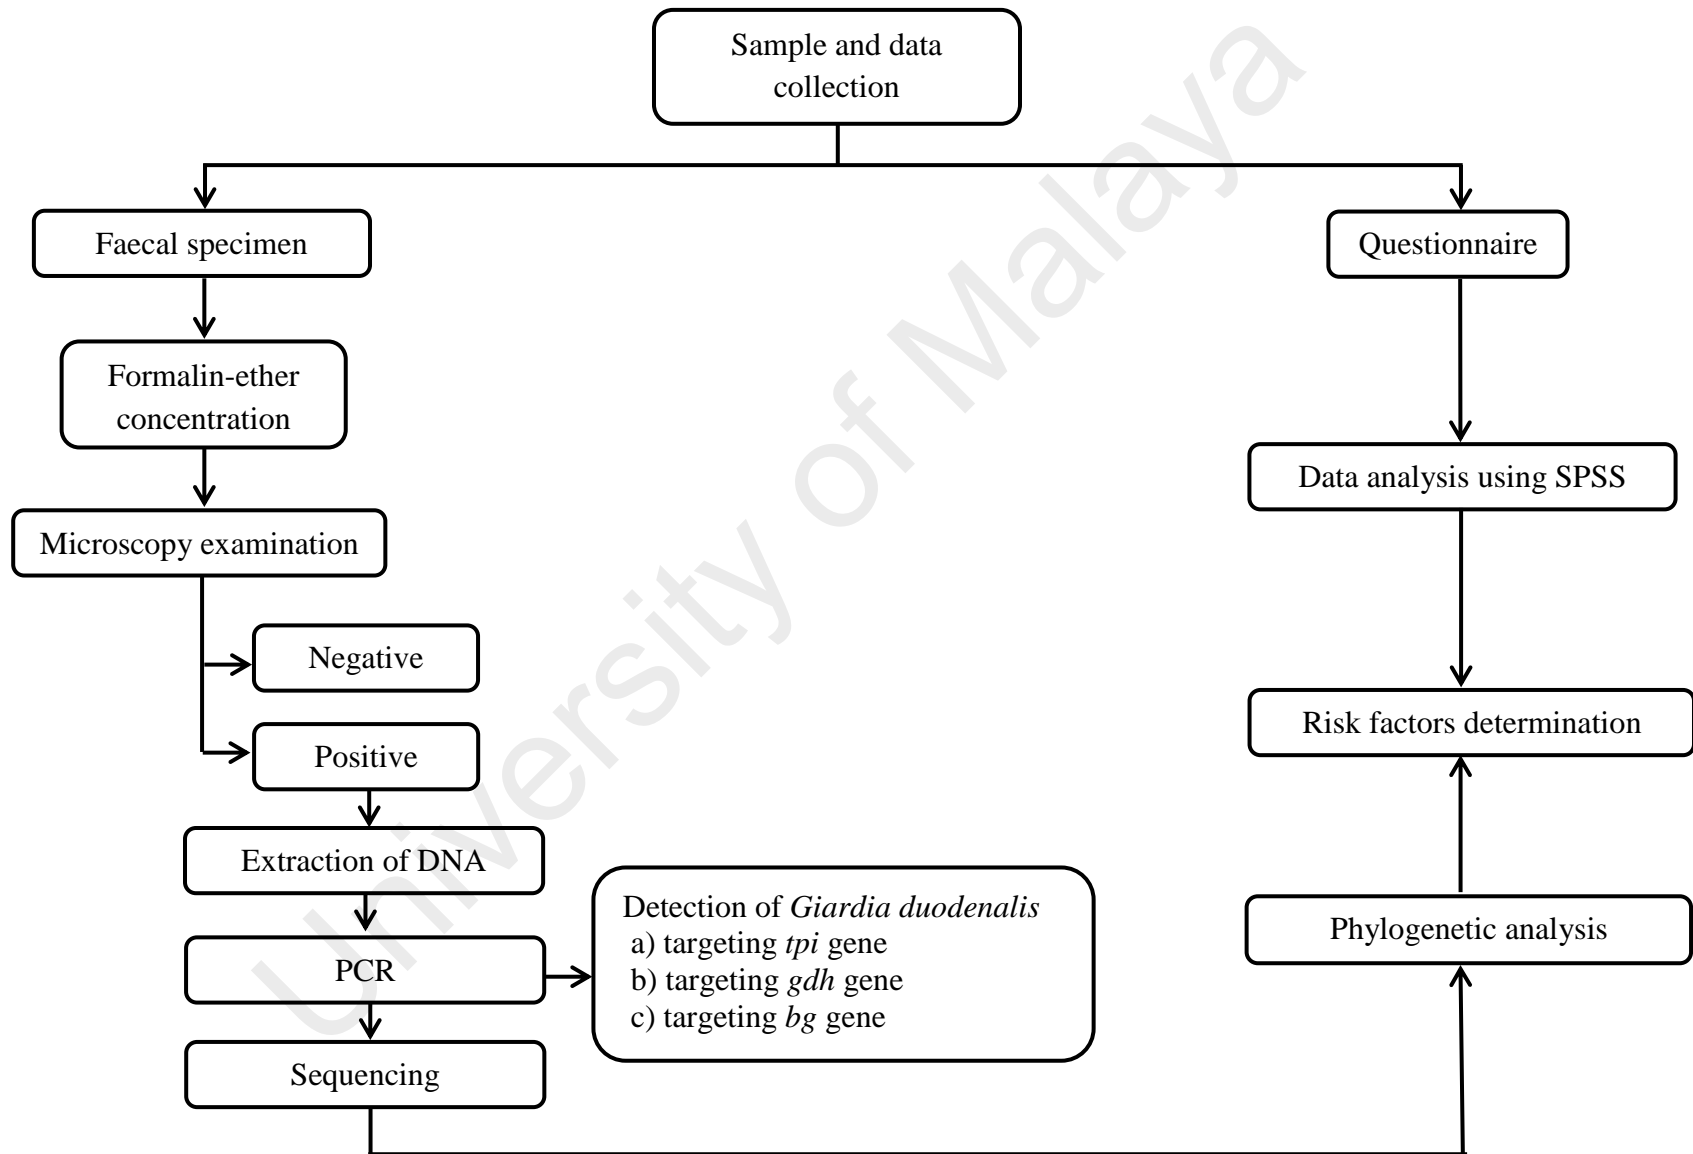 Sample and data
collection
Faecal specimen
Questionnaire
Formalin-ether
concentration
Data analysis using SPSS
Microscopy examination
Negative
Risk factors determination
Positive
Extraction of DNA
Detection of Giardia duodenalis
a) targeting tpi gene
b) targeting gdh gene
c) targeting bg gene
Phylogenetic analysis
PCR
Sequencing
University of Malaya